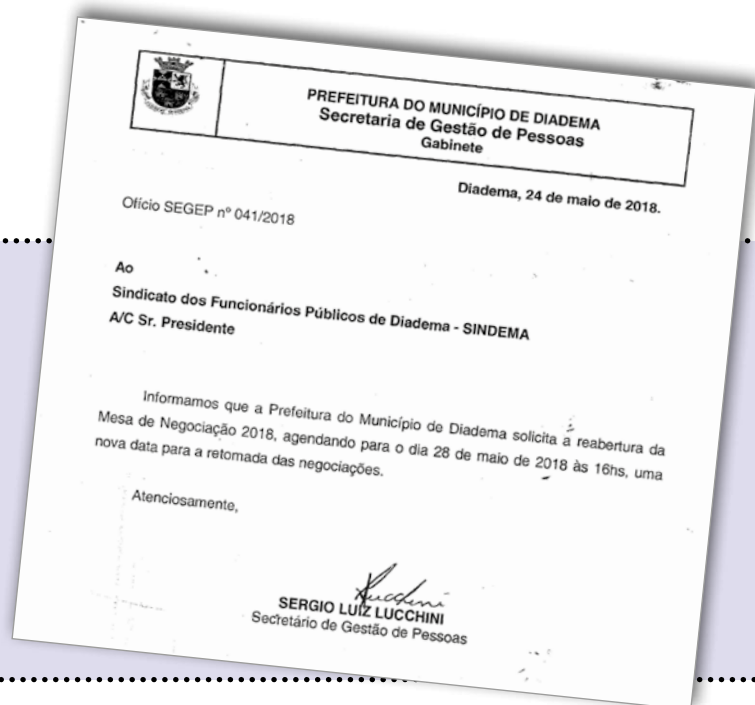 PREFEITURA DO MUNICÍPIO DE DIADEMA
Secretaria de Gestão de Pessoas
Gabinete
Diadema, 24 de maio de 2018.
Ofício SEGEP nº 041/2018
Ao
Sindicato dos Funcionários Públicos de Diadema - SINDEMA
A/C Sr. Presidente
Informamos que a Prefeitura do Município de Diadema solicita a reabertura da
Mesa de Negociação 2018, agendando para o dia 28 de maio de 2018 às 16hs, uma
nova data para a retomada das negociações.
Atenciosamente,
Lucchini
SERGIO LUIZ LUCCHINI
Secretário de Gestão de Pessoas